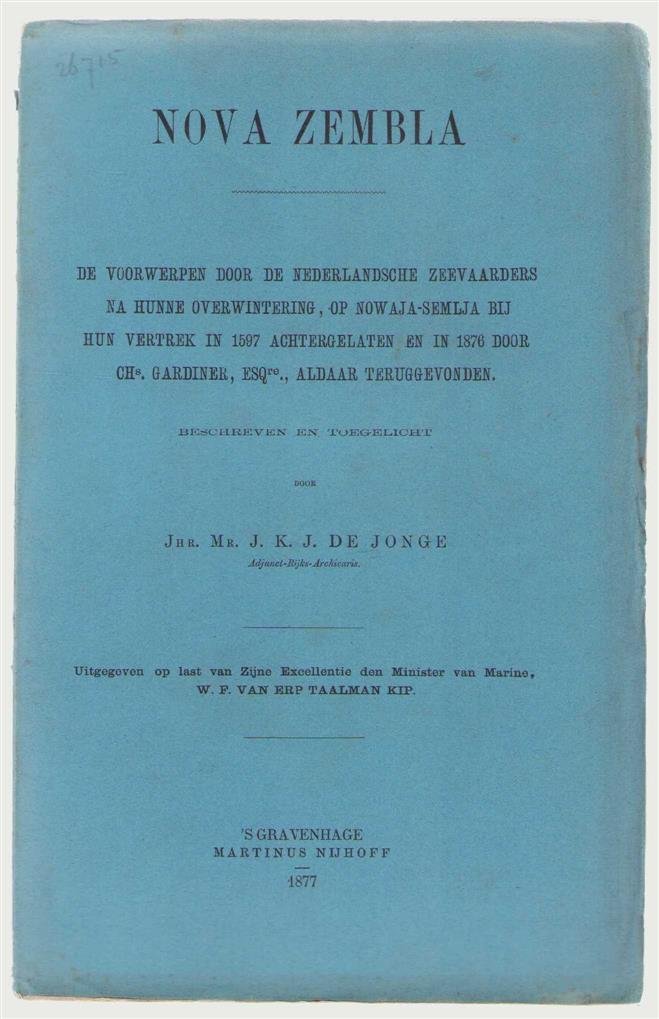 26715
NOVA ZEMBLA
DE VOORWERPEN DOOR DE NEDERLANDSCHE ZEEVAARDERS
NA HUNNE OVERWINTERING, OP NOWAJA-SEMLJA BIJ
HUN VERTREK IN 1597 ACHTERGELATEN EN IN 1876 DOOR
CHs. GARDINER, ESQre., ALDAAR TERUGGEVONDEN.
BESCHREVEN EN TOEGELICHT
DOOR
JHR. MR. J. K. J. DE JONGE
Adjunct-Rijks-Archivaris.
Uitgegeven op last van Zijne Excellentie den Minister van Marine,
W. F. VAN ERP TAALMAN KIP.
'S GRAVENHAGE
MARTINUS NIJHOFF
1877